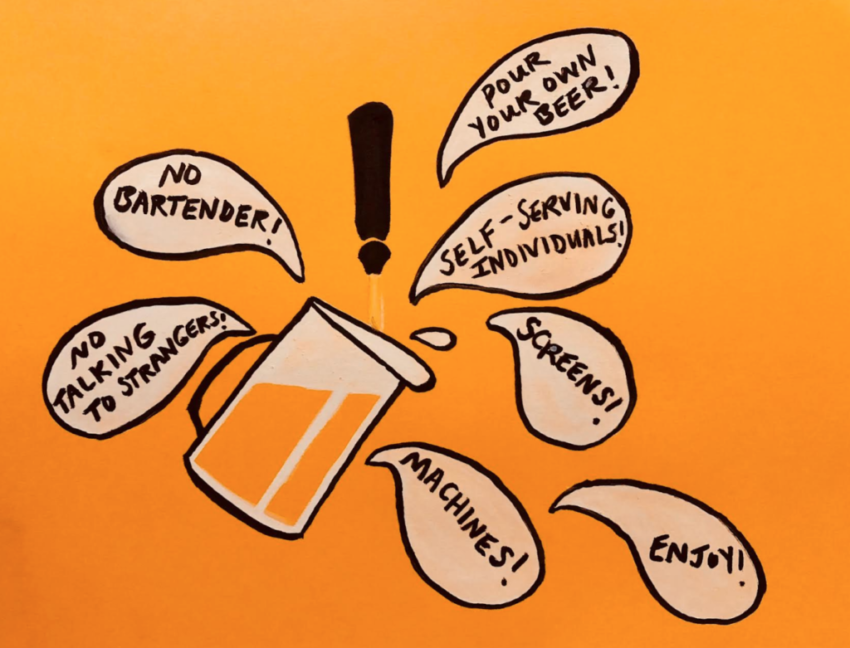 POUR
YOUR OWN
BEER!
NO
BARTENDER!
SELF-SERVING
INDIVIDUALS!
NO
TALKING
TO STRANGERS!
SCREENS!
MACHINES!
ENJOY!